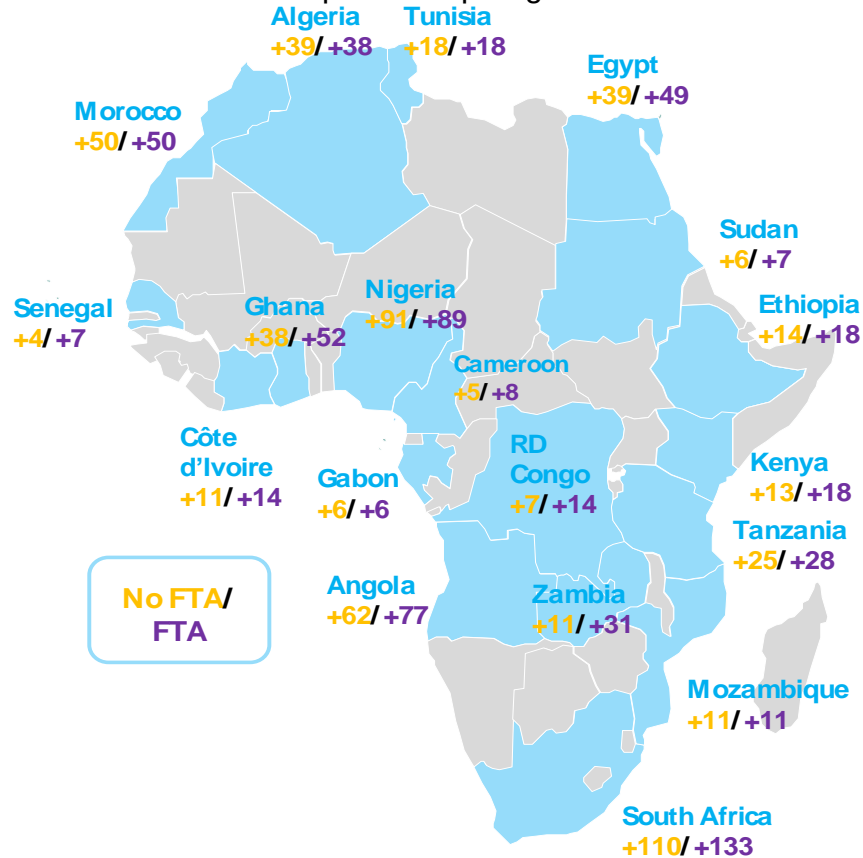 Algeria
+39/ +38
Tunisia
+18/ +18
Egypt
+39/ +49
Morocco
+50/ +50
Sudan
+6/ +7
Senegal
+4/ +7
Ghana
+38/ +52
Nigeria
+91/ +89
Ethiopia
+14/ +18
Cameroon
+5/ +8
Côte
d'Ivoire
+11/ +14
Gabon
+6/ +6
RD
Congo
+7/ +14
Kenya
+13/ +18
Tanzania
+25/ +28
No FTA/
FTA
Angola
+62/ +77
Zambia
+11/ +31
Mozambique
+11/ +11
South Africa
+110/ +133